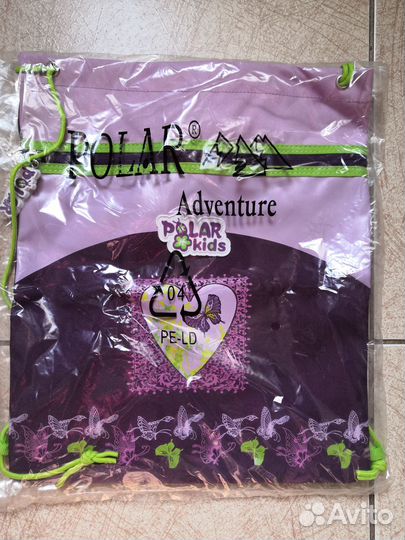 POLAR®
Adventure
POLAR
kids
04
PE-LD
Avito